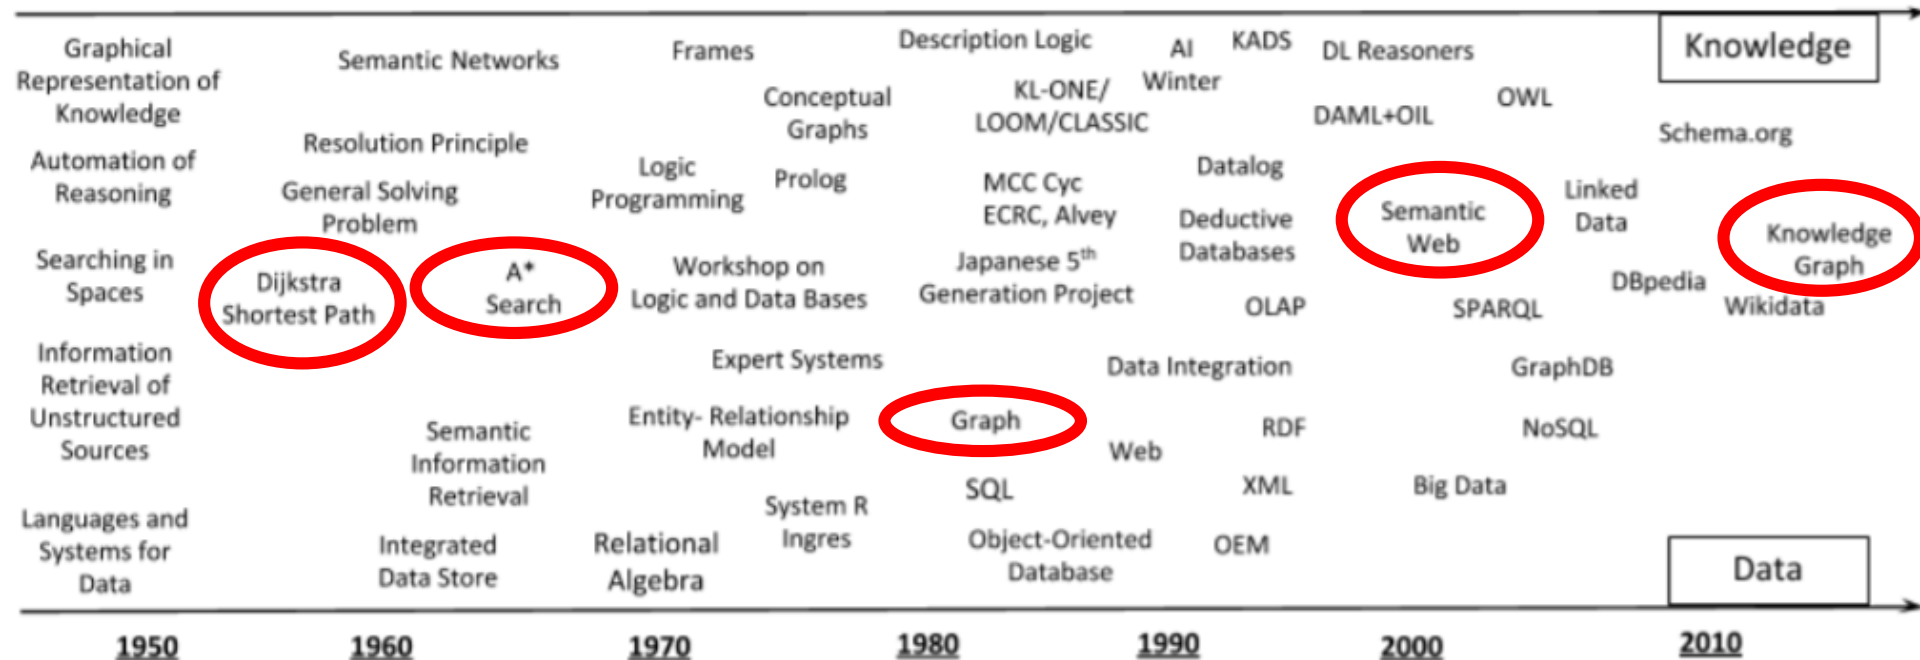 Graphical
Representation of
Knowledge
Automation of
Reasoning
Searching in
Spaces
Information
Retrieval of
Unstructured
Sources
Languages and
Systems for
Data
Semantic Networks
Resolution Principle
General Solving
Problem
Dijkstra
Shortest Path
A*
Search
Semantic
Information
Retrieval
Integrated
Data Store
Frames
Conceptual
Graphs
Logic
Programming
Prolog
Workshop on
Logic and Data Bases
Expert Systems
Entity- Relationship
Model
System R
Ingres
Relational
Algebra
Description Logic
KL-ONE/
LOOM/CLASSIC
MCC Cyc
ECRC, Alvey
Japanese 5th
Generation Project
Graph
SQL
Object-Oriented
Database
AI
Winter
KADS
Datalog
Deductive
Databases
OLAP
Data Integration
RDF
Web
XML
OEM
DL Reasoners
OWL
DAML+OIL
Semantic
Web
SPARQL
GraphDB
NoSQL
Big Data
Knowledge
Schema.org
Linked
Data
Knowledge
Graph
DBpedia
Wikidata
Data
1950
1960
1970
1980
1990
2000
2010